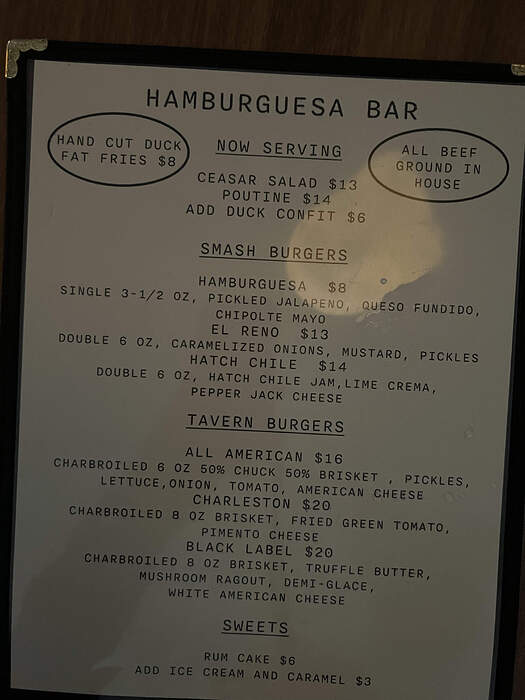 HAMBURGUESA BAR
HAND CUT DUCK
FAT FRIES $8
NOW SERVING
ALL BEEF
GROUND IN
HOUSE
CEASAR SALAD $13
POUTINE $14
ADD DUCK CONFIT $6
SMASH BURGERS
HAMBURGUESA $8
SINGLE 3-1/2 OZ, PICKLED JALAPENO, QUESO FUNDIDO,
CHIPOLTE MAYO
EL RENO $13
DOUBLE 6 OZ, CARAMELIZED ONIONS, MUSTARD, PICKLES
HATCH CHILE $14
DOUBLE 6 OZ, HATCH CHILE JAM,LIME CREMA,
PEPPER JACK CHEESE
TAVERN BURGERS
ALL AMERICAN $16
CHARBROILED 6 OZ 50% CHUCK 50% BRISKET , PICKLES,
LETTUCE,ONION, TOMATO, AMERICAN CHEESE
CHARLESTON $20
CHARBROILED 8 OZ BRISKET, FRIED GREEN TOMATO,
PIMENTO CHEESE
BLACK LABEL $20
CHARBROILED 8 OZ BRISKET, TRUFFLE BUTTER,
MUSHROOM RAGOUT, DEMI-GLACE,
WHITE AMERICAN CHEESE
SWEETS
RUM CAKE $6
ADD ICE CREAM AND CARAMEL $3